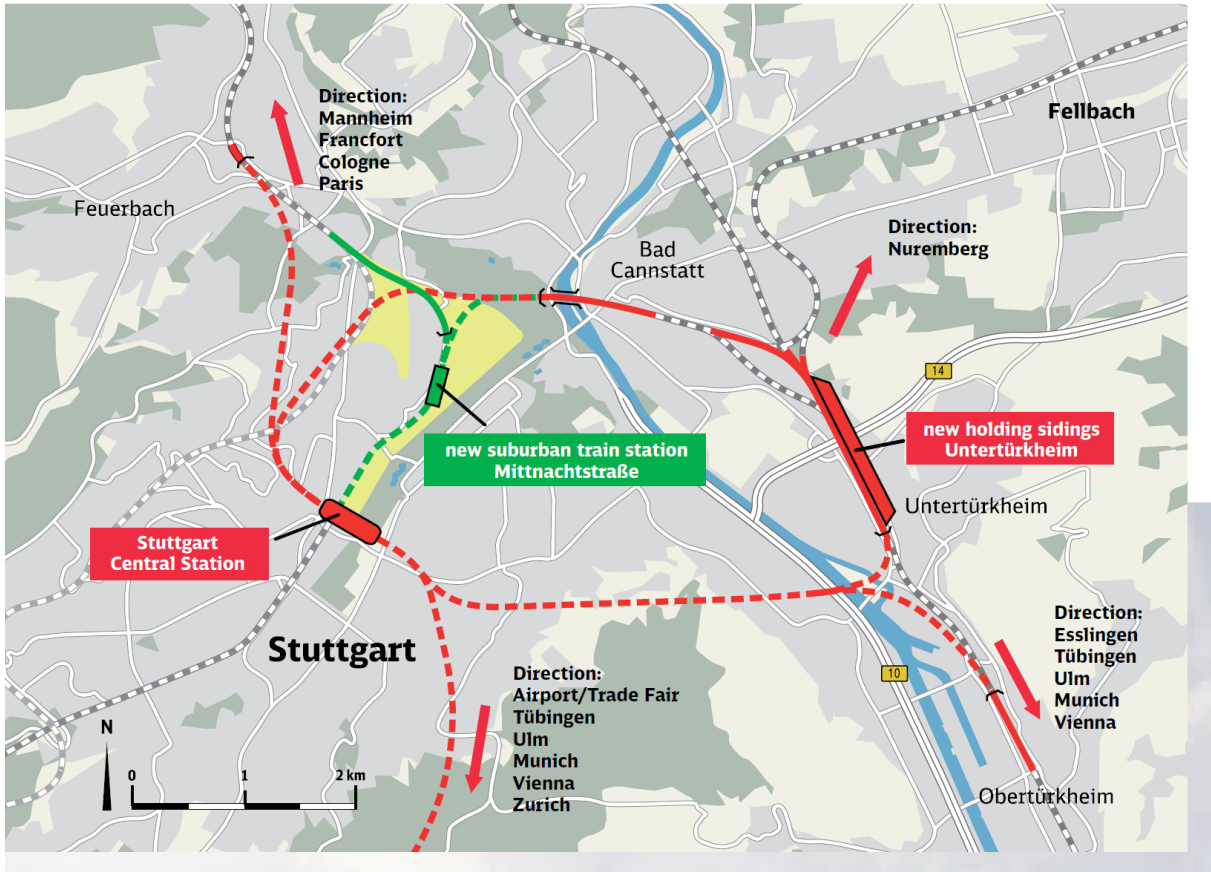 Direction:
Mannheim
Francfort
Cologne
Paris
Fellbach
Feuerbach
Bad
Cannstatt
Direction:
Nuremberg
14
new suburban train station
Mittnachtstraße
new holding sidings
Untertürkheim
Untertürkheim
Stuttgart
Central Station
Stuttgart
Direction:
Airport/Trade Fair
Tübingen
Ulm
Munich
Vienna
Zurich
10
Direction:
Esslingen
Tübingen
Ulm
Munich
Vienna
Obertürkheim
N
0 1 2 km